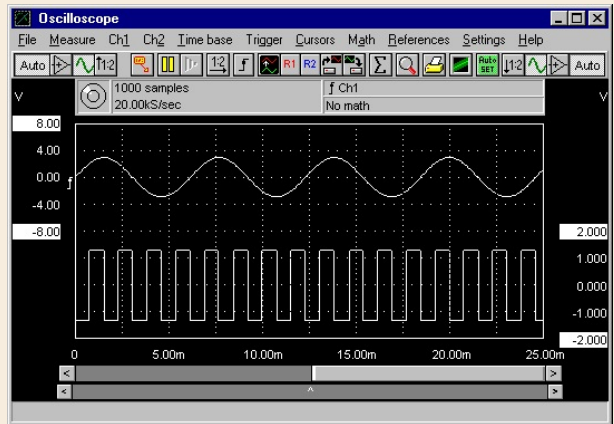 Oscilloscope
File Measure Ch1 Ch2 Time base Trigger Cursors Math References Settings Help
Auto 1:2 1:2 R1 R2 Σ Auto SET 1:2 Auto
V 1000 samples ƒ Ch1 V
20.00kS/sec No math
8.00
4.00
0.00 ƒ
-4.00
-8.00 2.000
1.000
0.000
-1.000
-2.000
0 5.00m 10.00m 15.00m 20.00m 25.00m